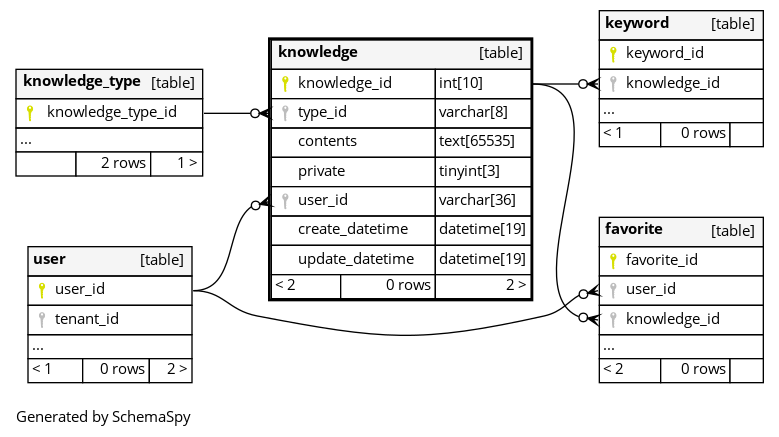 knowledge_type [table]
knowledge_type_id
...
2 rows 1 >
user [table]
user_id
tenant_id
...
< 1 0 rows 2 >
knowledge [table]
knowledge_id int[10]
type_id varchar[8]
contents text[65535]
private tinyint[3]
user_id varchar[36]
create_datetime datetime[19]
update_datetime datetime[19]
< 2 0 rows 2 >
keyword [table]
keyword_id
knowledge_id
...
< 1 0 rows
favorite [table]
favorite_id
user_id
knowledge_id
...
< 2 0 rows
Generated by SchemaSpy